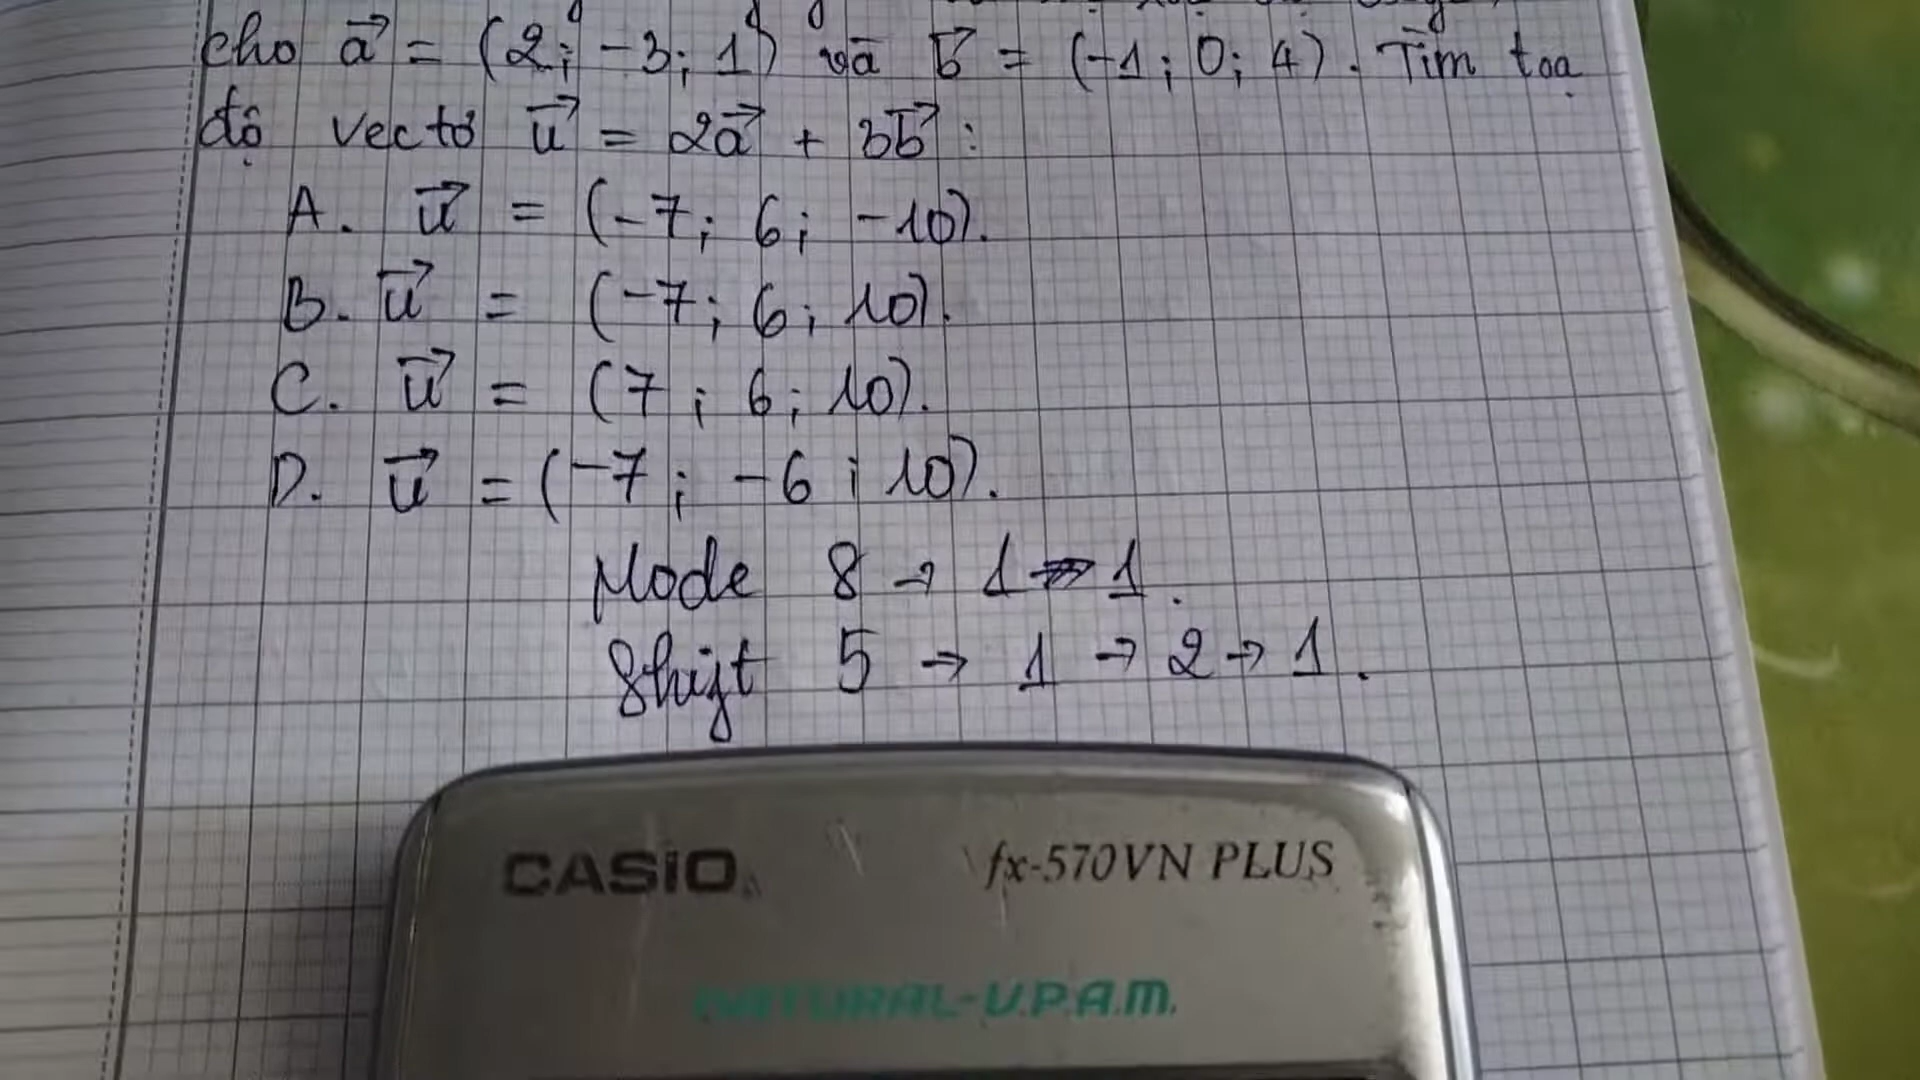 cho a⃗ = (2; -3; 1) và b⃗ = (-1; 0; 4). Tìm toạ
độ vectơ u⃗ = 2a⃗ + 3b⃗ :
A. u⃗ = (-7; 6; -10).
B. u⃗ = (-7; 6; 10).
C. u⃗ = (7; 6; 10).
D. u⃗ = (-7; -6; 10).
Mode 8 → 1 → 1.
Shift 5 → 1 → 2 → 1.
CASIO fx-570VN PLUS
NATURAL-V.P.A.M.